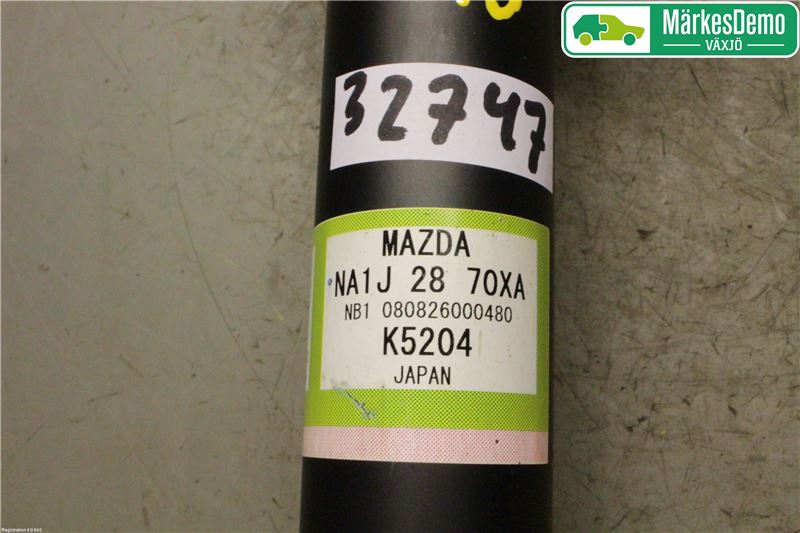 MärkesDemo
VÄXJÖ
32747
MAZDA
NA1J 28 70XA
NB1 080826000480
K5204
JAPAN